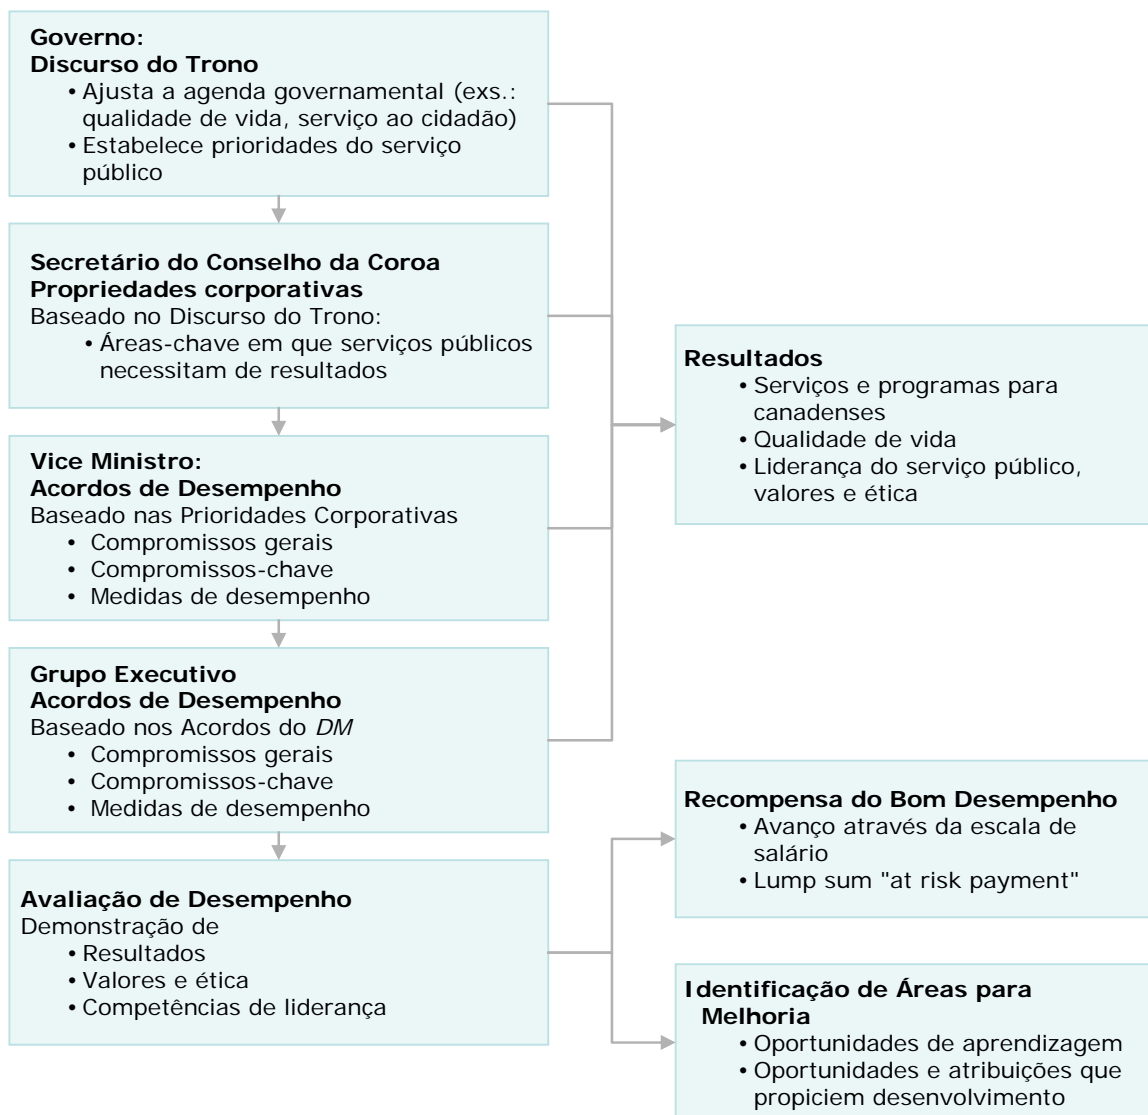 Governo:
Discurso do Trono
• Ajusta a agenda governamental (exs.:
qualidade de vida, serviço ao cidadão)
• Estabelece prioridades do serviço
público
Secretário do Conselho da Coroa
Propriedades corporativas
Baseado no Discurso do Trono:
• Áreas-chave em que serviços públicos
necessitam de resultados
Vice Ministro:
Acordos de Desempenho
Baseado nas Prioridades Corporativas
• Compromissos gerais
• Compromissos-chave
• Medidas de desempenho
Grupo Executivo
Acordos de Desempenho
Baseado nos Acordos do DM
• Compromissos gerais
• Compromissos-chave
• Medidas de desempenho
Avaliação de Desempenho
Demonstração de
• Resultados
• Valores e ética
• Competências de liderança
Resultados
• Serviços e programas para
canadenses
• Qualidade de vida
• Liderança do serviço público,
valores e ética
Recompensa do Bom Desempenho
• Avanço através da escala de
salário
• Lump sum "at risk payment"
Identificação de Áreas para
Melhoria
• Oportunidades de aprendizagem
• Oportunidades e atribuições que
propiciem desenvolvimento